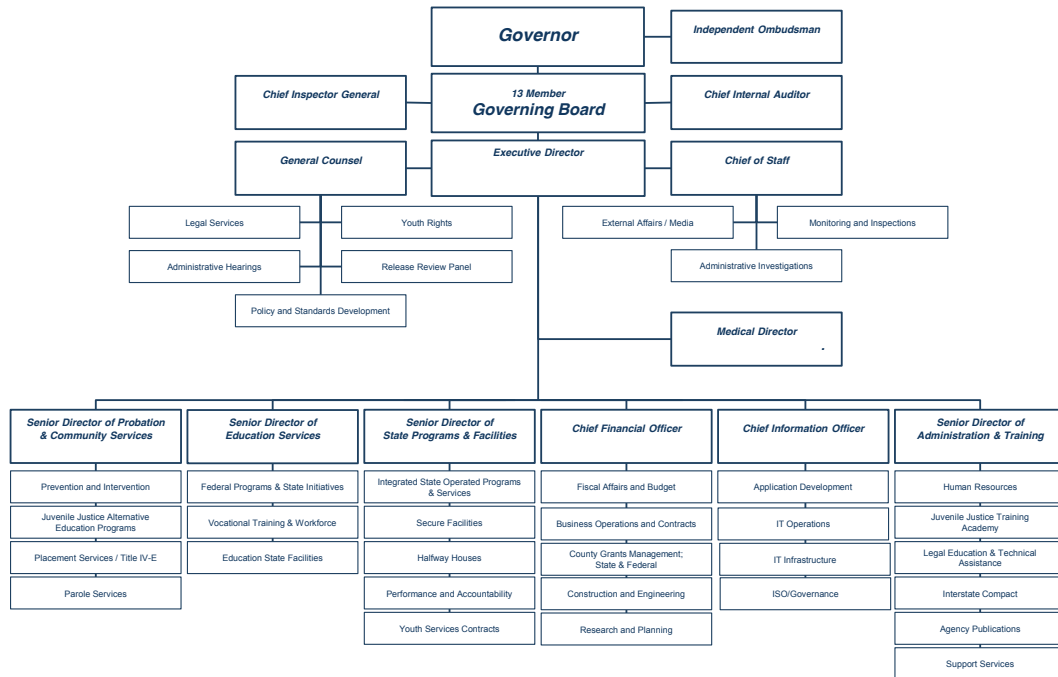 Governor
Independent Ombudsman
Chief Inspector General
13 Member
Governing Board
Chief Internal Auditor
General Counsel
Executive Director
Chief of Staff
Legal Services
Youth Rights
External Affairs / Media
Monitoring and Inspections
Administrative Hearings
Release Review Panel
Administrative Investigations
Policy and Standards Development
Medical Director
.
Senior Director of Probation
& Community Services
Prevention and Intervention
Juvenile Justice Alternative
Education Programs
Placement Services / Title IV-E
Parole Services
Senior Director of
Education Services
Federal Programs & State Initiatives
Vocational Training & Workforce
Education State Facilities
Senior Director of
State Programs & Facilities
Integrated State Operated Programs
& Services
Secure Facilities
Halfway Houses
Performance and Accountability
Youth Services Contracts
Chief Financial Officer
Fiscal Affairs and Budget
Business Operations and Contracts
County Grants Management;
State & Federal
Construction and Engineering
Research and Planning
Chief Information Officer
Application Development
IT Operations
IT Infrastructure
ISO/Governance
Senior Director of
Administration & Training
Human Resources
Juvenile Justice Training
Academy
Legal Education & Technical
Assistance
Interstate Compact
Agency Publications
Support Services